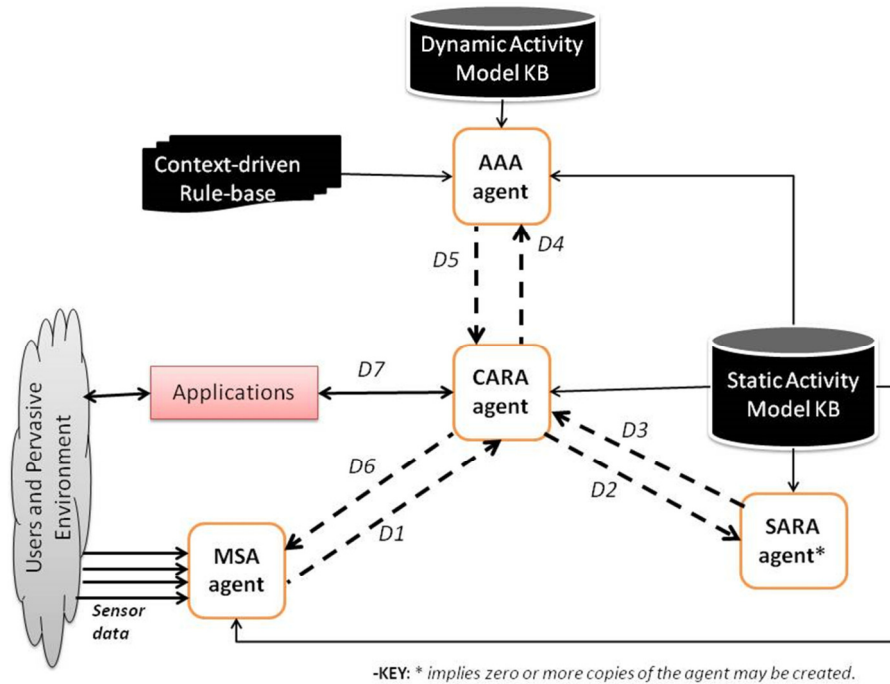 Dynamic Activity
Model KB
Context-driven
Rule-base
AAA
agent
D5
D4
Users and Pervasive
Environment
Applications
D7
CARA
agent
Static Activity
Model KB
D6
D1
D3
D2
MSA
agent
SARA
agent*
Sensor
data
-KEY: * implies zero or more copies of the agent may be created.